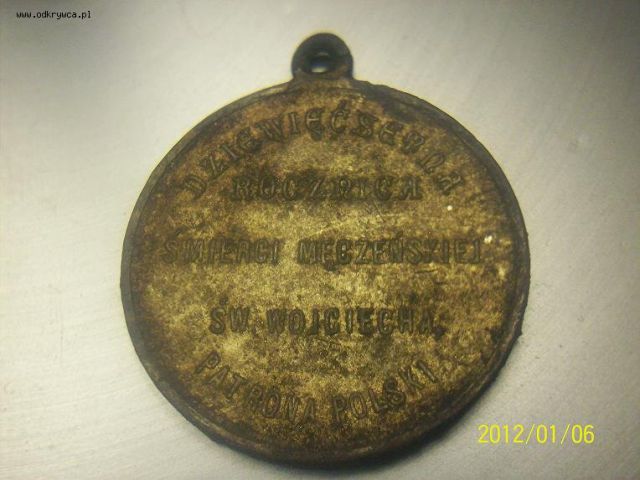 www.odkrywca.pl
DZIEWIĘĆSETNA
ROCZNICA
ŚMIERCI MĘCZEŃSKIEJ
ŚW. WOJCIECHA,
PATRONA POLSKI.
2012/01/06